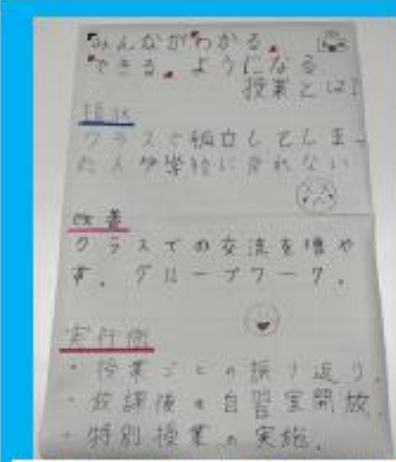 「みんなが「わかる」
「できる」ようになる
授業とは?
現状
クラスで孤立してしまっ
た人が学校に来れない
改善
クラスでの交流を増や
す。グループワーク。
実行例
・授業ごとの振り返り。
・放課後の自習室開放。
・特別授業の実施。